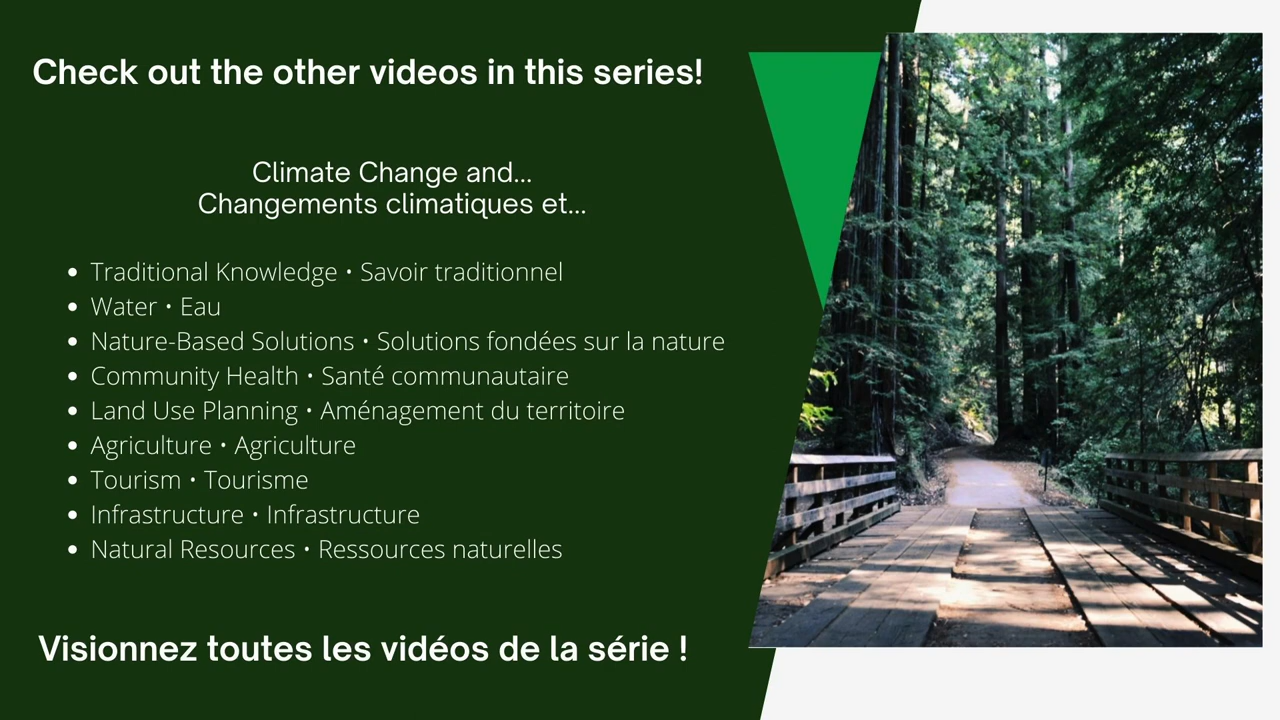 Check out the other videos in this series!
Climate Change and...
Changements climatiques et...
• Traditional Knowledge • Savoir traditionnel
• Water • Eau
• Nature-Based Solutions • Solutions fondées sur la nature
• Community Health • Santé communautaire
• Land Use Planning • Aménagement du territoire
• Agriculture • Agriculture
• Tourism • Tourisme
• Infrastructure • Infrastructure
• Natural Resources • Ressources naturelles
Visionnez toutes les vidéos de la série !